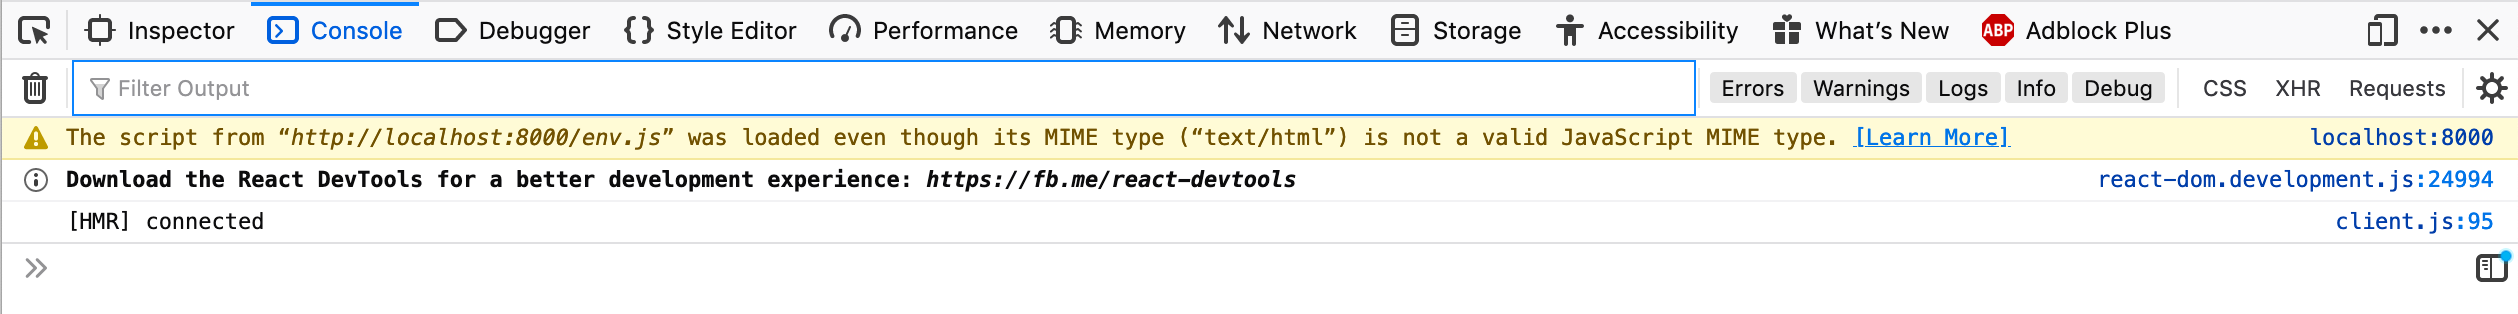 Inspector Console Debugger {} Style Editor Performance Memory Network Storage Accessibility What’s New ABP Adblock Plus
Filter Output Errors Warnings Logs Info Debug CSS XHR Requests
The script from “http://localhost:8000/env.js” was loaded even though its MIME type (“text/html”) is not a valid JavaScript MIME type. [Learn More] localhost:8000
Download the React DevTools for a better development experience: https://fb.me/react-devtools react-dom.development.js:24994
[HMR] connected client.js:95